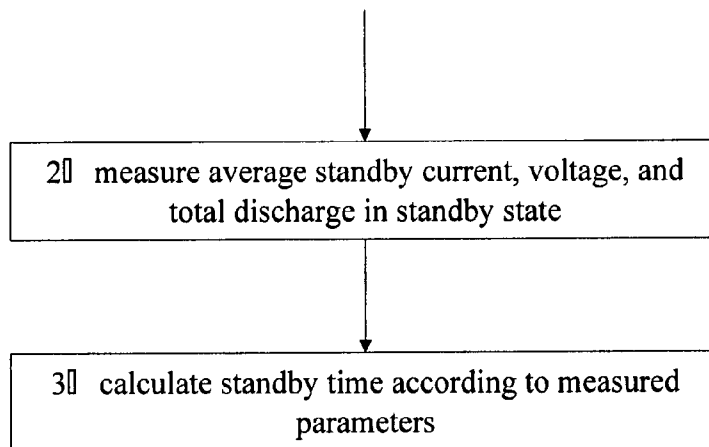 2▯ measure average standby current, voltage, and
total discharge in standby state
3▯ calculate standby time according to measured
parameters